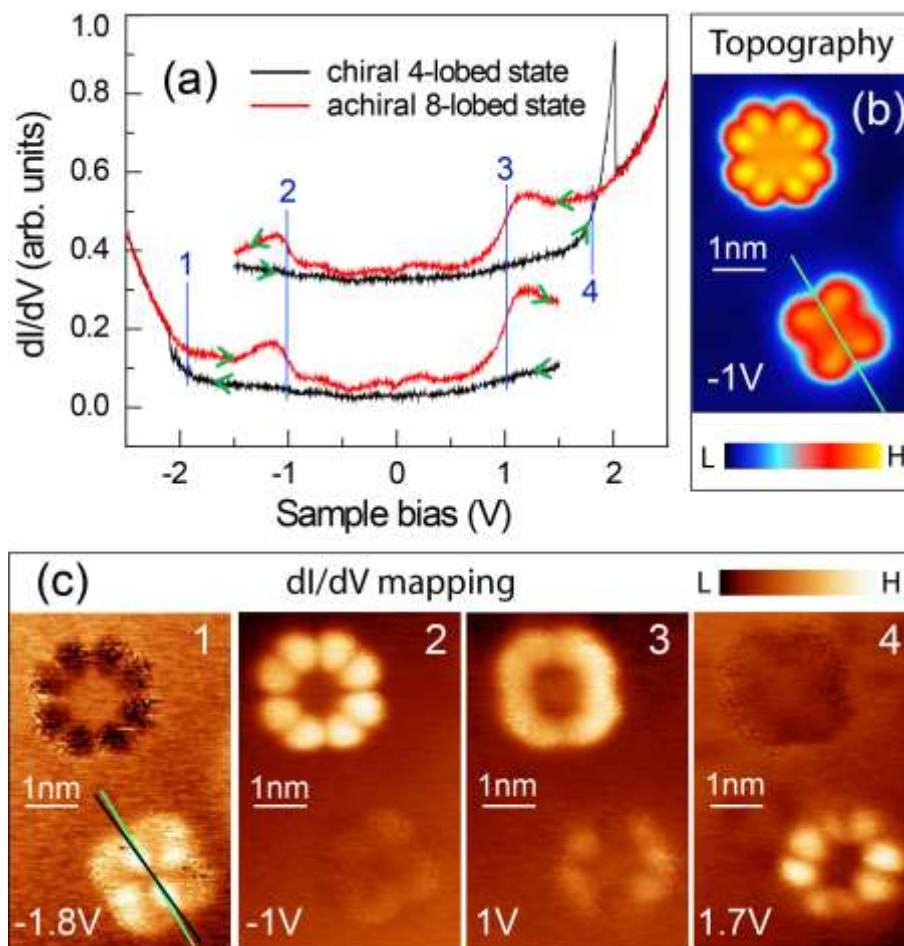 (a)
chiral 4-lobed state
achiral 8-lobed state
1.0
0.8
0.6
0.4
0.2
0.0
dI/dV (arb. units)
1
2
3
4
-2
-1
0
1
2
Sample bias (V)
Topography
(b)
1nm
-1V
L
H
(c)
dI/dV mapping
L
H
1
1nm
-1.8V
2
1nm
-1V
3
1nm
1V
4
1nm
1.7V